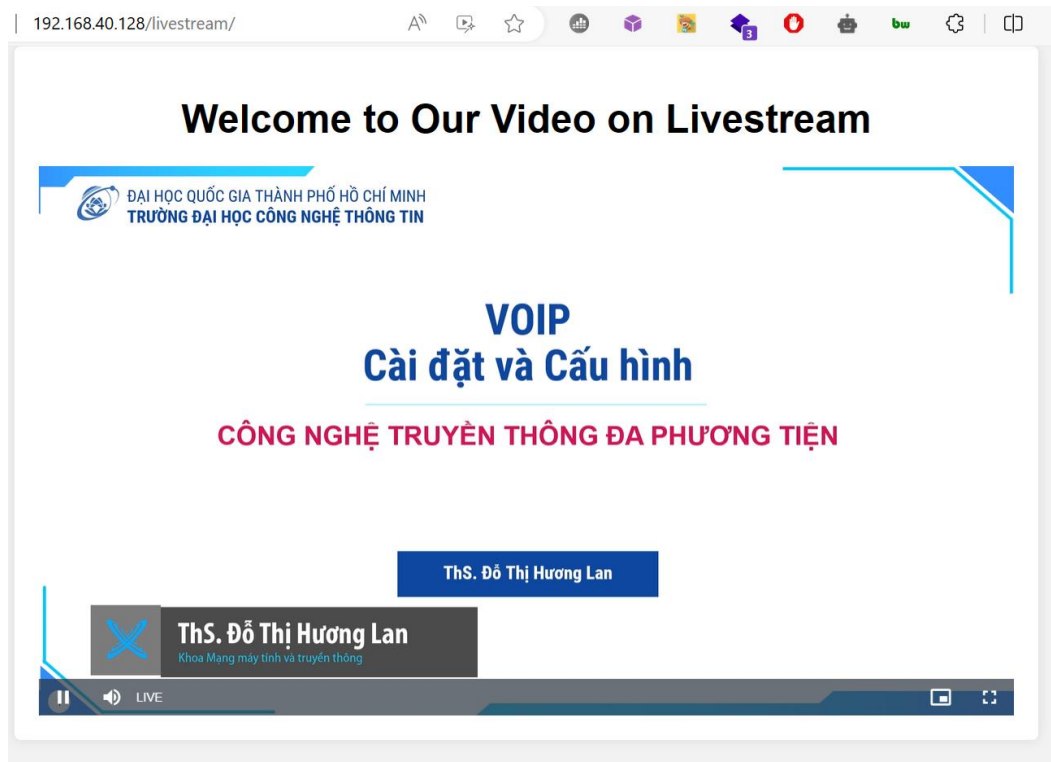 192.168.40.128/livestream/
3
bw
Welcome to Our Video on Livestream
ĐẠI HỌC QUỐC GIA THÀNH PHỐ HỒ CHÍ MINH
TRƯỜNG ĐẠI HỌC CÔNG NGHỆ THÔNG TIN
VOIP
Cài đặt và Cấu hình
CÔNG NGHỆ TRUYỀN THÔNG ĐA PHƯƠNG TIỆN
ThS. Đỗ Thị Hương Lan
ThS. Đỗ Thị Hương Lan
Khoa Mạng máy tính và truyền thông
LIVE